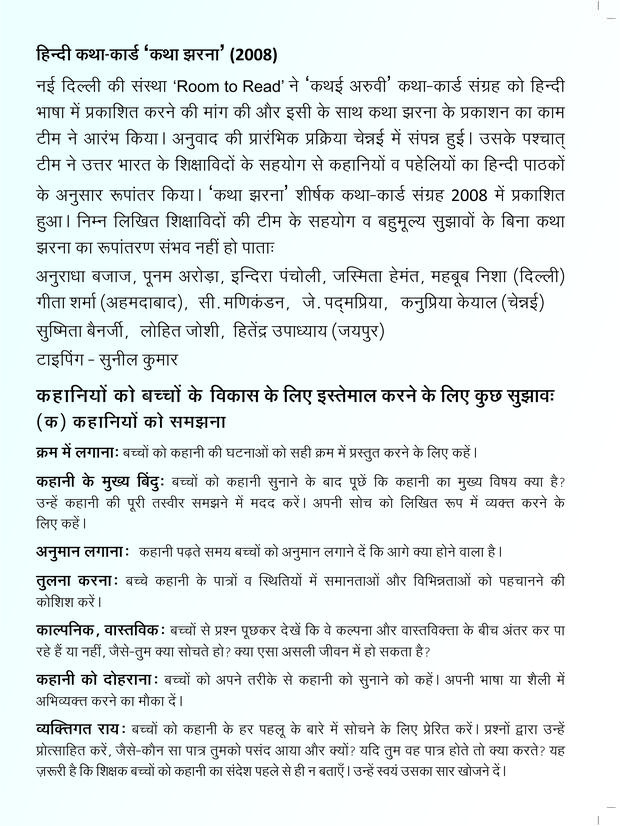 हिन्दी कथा-कार्ड ‘कथा झरना’ (2008)
नई दिल्ली की संस्था ‘Room to Read’ ने ‘कथई अरुवी’ कथा-कार्ड संग्रह को हिन्दी
भाषा में प्रकाशित करने की मांग की और इसी के साथ कथा झरना के प्रकाशन का काम
टीम ने आरंभ किया। अनुवाद की प्रारंभिक प्रक्रिया चेन्नई में संपन्न हुई। उसके पश्चात्
टीम ने उत्तर भारत के शिक्षाविदों के सहयोग से कहानियों व पहेलियों का हिन्दी पाठकों
के अनुसार रूपांतर किया। ‘कथा झरना’ शीर्षक कथा-कार्ड संग्रह 2008 में प्रकाशित
हुआ। निम्न लिखित शिक्षाविदों की टीम के सहयोग व बहुमूल्य सुझावों के बिना कथा
झरना का रूपांतरण संभव नहीं हो पाताः
अनुराधा बजाज, पूनम अरोड़ा, इन्दिरा पंचोली, जस्मिता हेमंत, महबूब निशा (दिल्ली)
गीता शर्मा (अहमदाबाद), सी. मणिकंडन, जे. पद्मप्रिया, कनुप्रिया केयाल (चेन्नई)
सुष्मिता बैनर्जी, लोहित जोशी, हितेंद्र उपाध्याय (जयपुर)
टाइपिंग – सुनील कुमार
कहानियों को बच्चों के विकास के लिए इस्तेमाल करने के लिए कुछ सुझावः
(क) कहानियों को समझना
क्रम में लगानाः बच्चों को कहानी की घटनाओं को सही क्रम में प्रस्तुत करने के लिए कहें।
कहानी के मुख्य बिंदुः बच्चों को कहानी सुनाने के बाद पूछें कि कहानी का मुख्य विषय क्या है?
उन्हें कहानी की पूरी तस्वीर समझने में मदद करें। अपनी सोच को लिखित रूप में व्यक्त करने के
लिए कहें।
अनुमान लगानाः कहानी पढ़ते समय बच्चों को अनुमान लगाने दें कि आगे क्या होने वाला है।
तुलना करनाः बच्चे कहानी के पात्रों व स्थितियों में समानताओं और विभिन्नताओं को पहचानने की
कोशिश करें।
काल्पनिक, वास्तविकः बच्चों से प्रश्न पूछकर देखें कि वे कल्पना और वास्तविक्ता के बीच अंतर कर पा
रहे हैं या नहीं, जैसे-तुम क्या सोचते हो? क्या एसा असली जीवन में हो सकता है?
कहानी को दोहरानाः बच्चों को अपने तरीके से कहानी को सुनाने को कहें। अपनी भाषा या शैली में
अभिव्यक्त करने का मौका दें।
व्यक्तिगत रायः बच्चों को कहानी के हर पहलू के बारे में सोचने के लिए प्रेरित करें। प्रश्नों द्वारा उन्हें
प्रोत्साहित करें, जैसे-कौन सा पात्र तुमको पसंद आया और क्यों? यदि तुम वह पात्र होते तो क्या करते? यह
ज़रूरी है कि शिक्षक बच्चों को कहानी का संदेश पहले से ही न बताएँ। उन्हें स्वयं उसका सार खोजने दें।